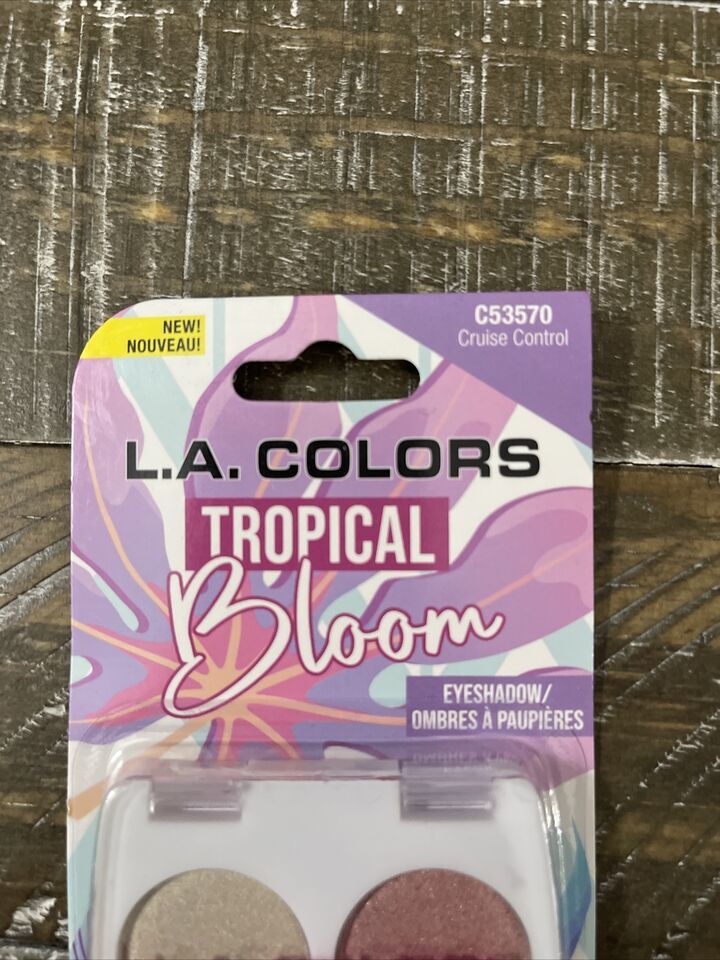 NEW!
NOUVEAU!
C53570
Cruise Control
L.A. COLORS
TROPICAL
Bloom
EYESHADOW/
OMBRES À PAUPIÈRES